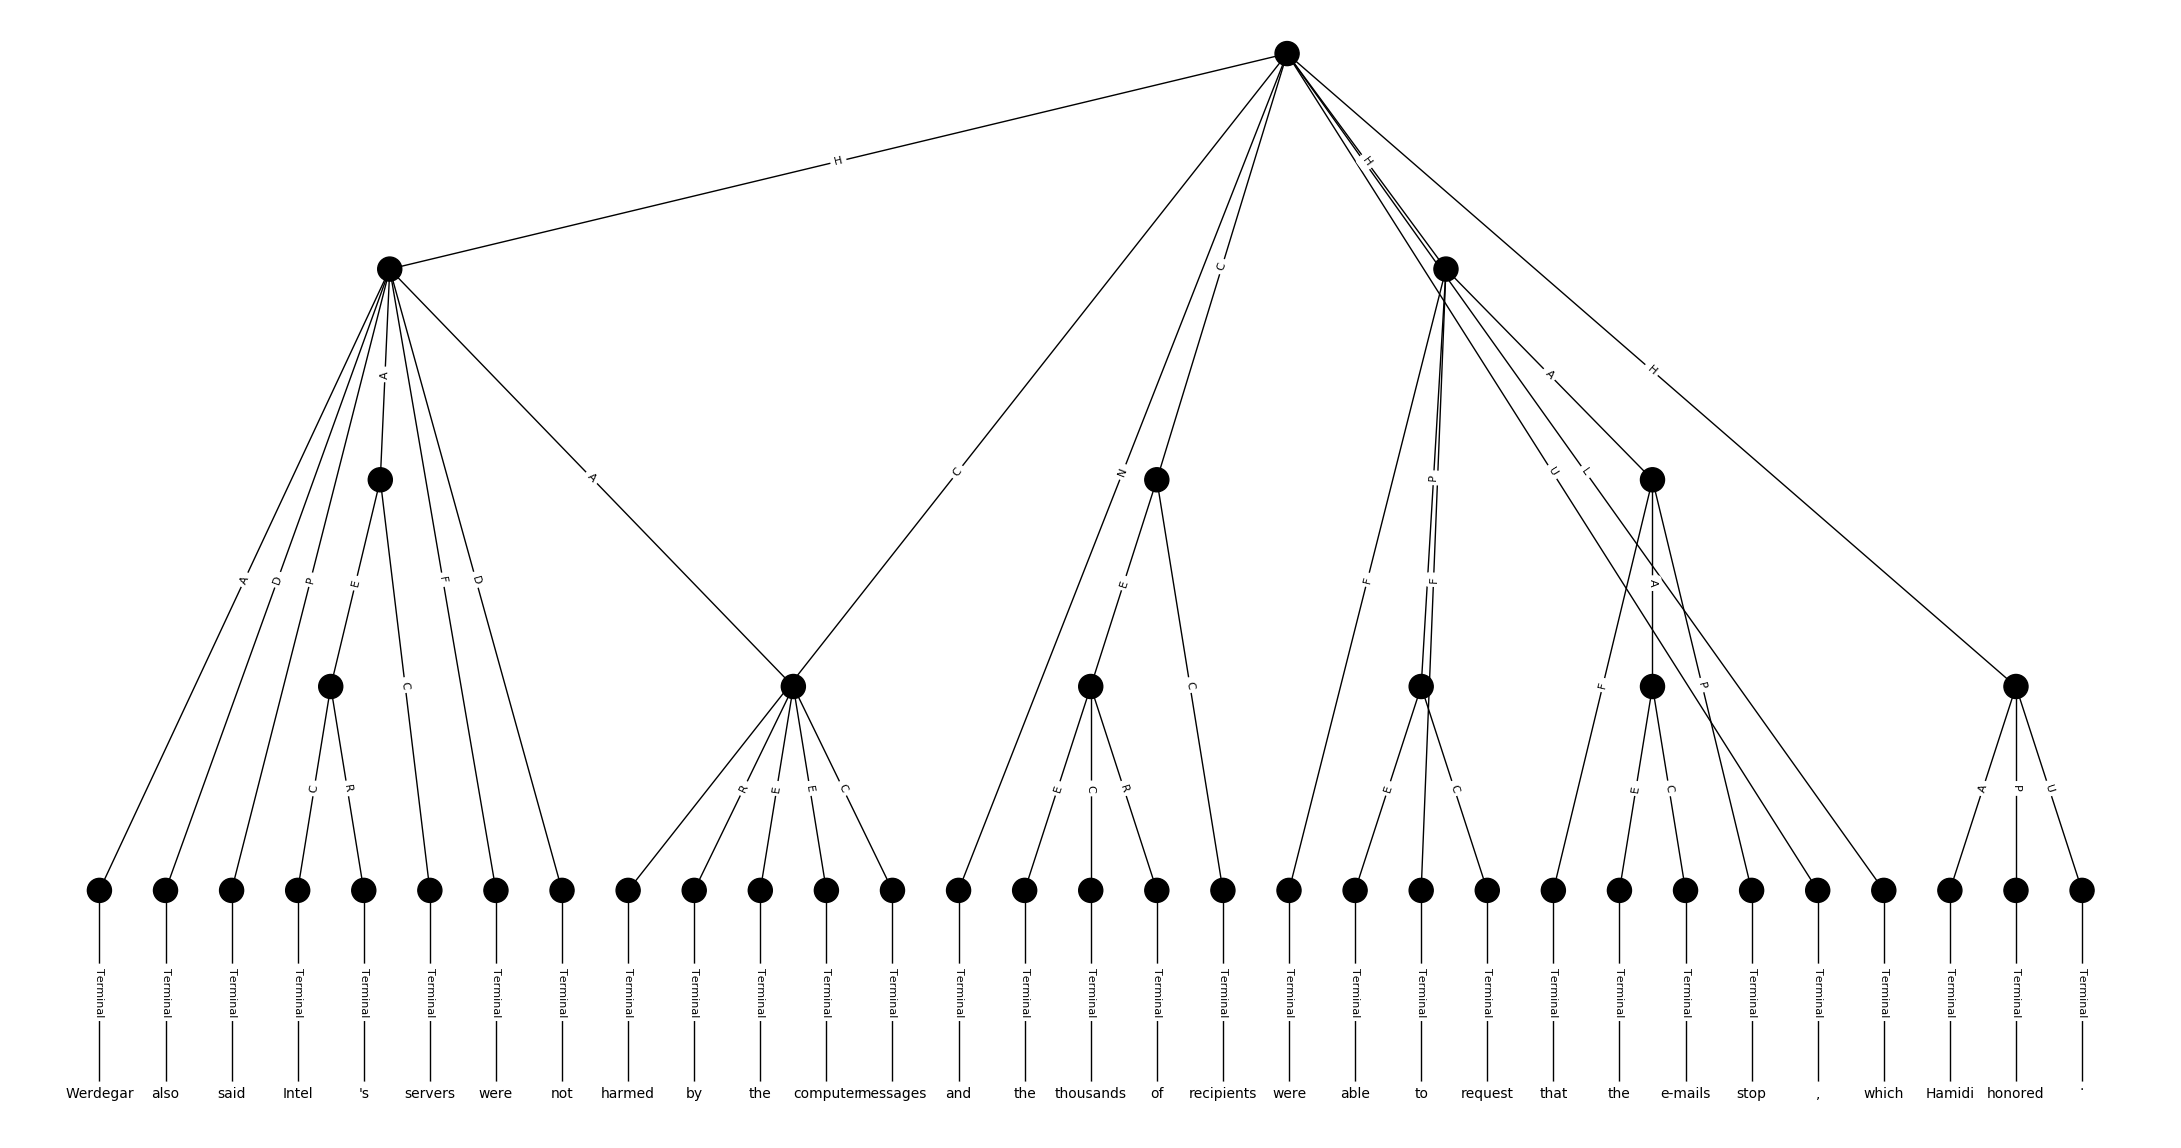 H
H
C
A
A
H
A
C
N
P
U
L
A
D
P
E
F
D
E
F
F
A
C
C
F
P
C
R
R
E
E
C
E
C
R
E
C
E
C
A
P
U
Terminal Terminal Terminal Terminal Terminal Terminal Terminal Terminal Terminal Terminal Terminal Terminal Terminal Terminal Terminal Terminal Terminal Terminal Terminal Terminal Terminal Terminal Terminal Terminal Terminal Terminal Terminal Terminal Terminal Terminal Terminal
Werdegar also said Intel 's servers were not harmed by the computer messages and the thousands of recipients were able to request that the e-mails stop , which Hamidi honored .